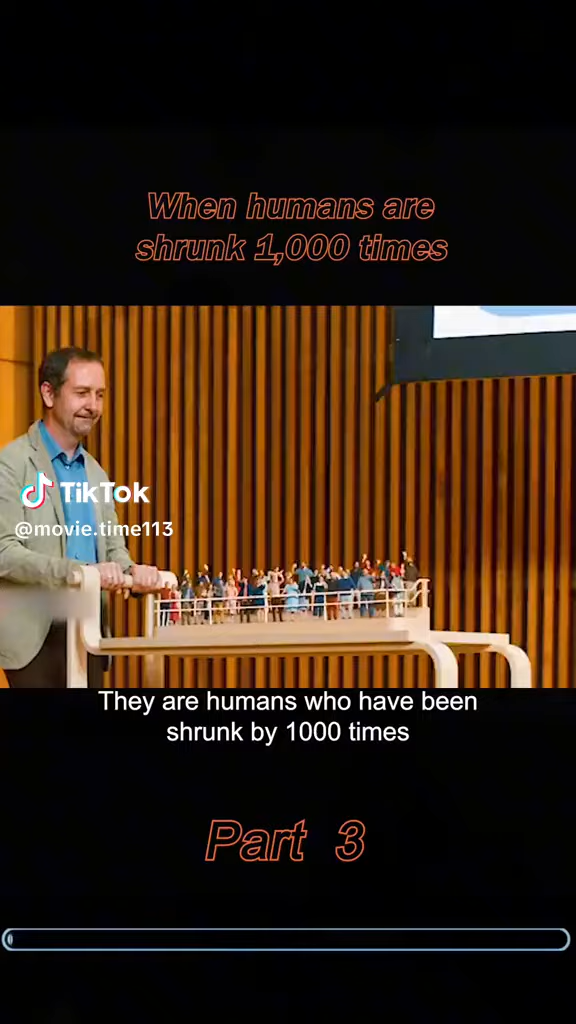 When humans are
shrunk 1,000 times
TikTok
@movie.time113
They are humans who have been
shrunk by 1000 times
Part 3